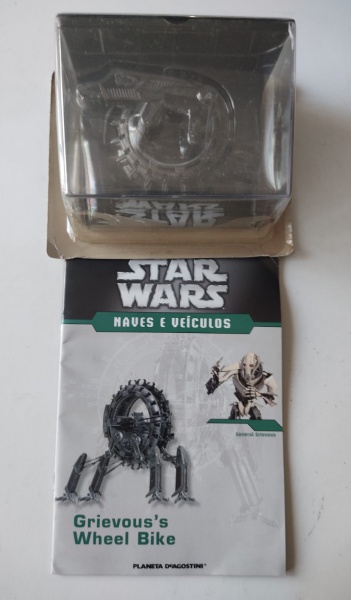 STAR
WARS
NAVES E VEÍCULOS
General Grievous
Grievous's
Wheel Bike
PLANETA DEAGOSTINI